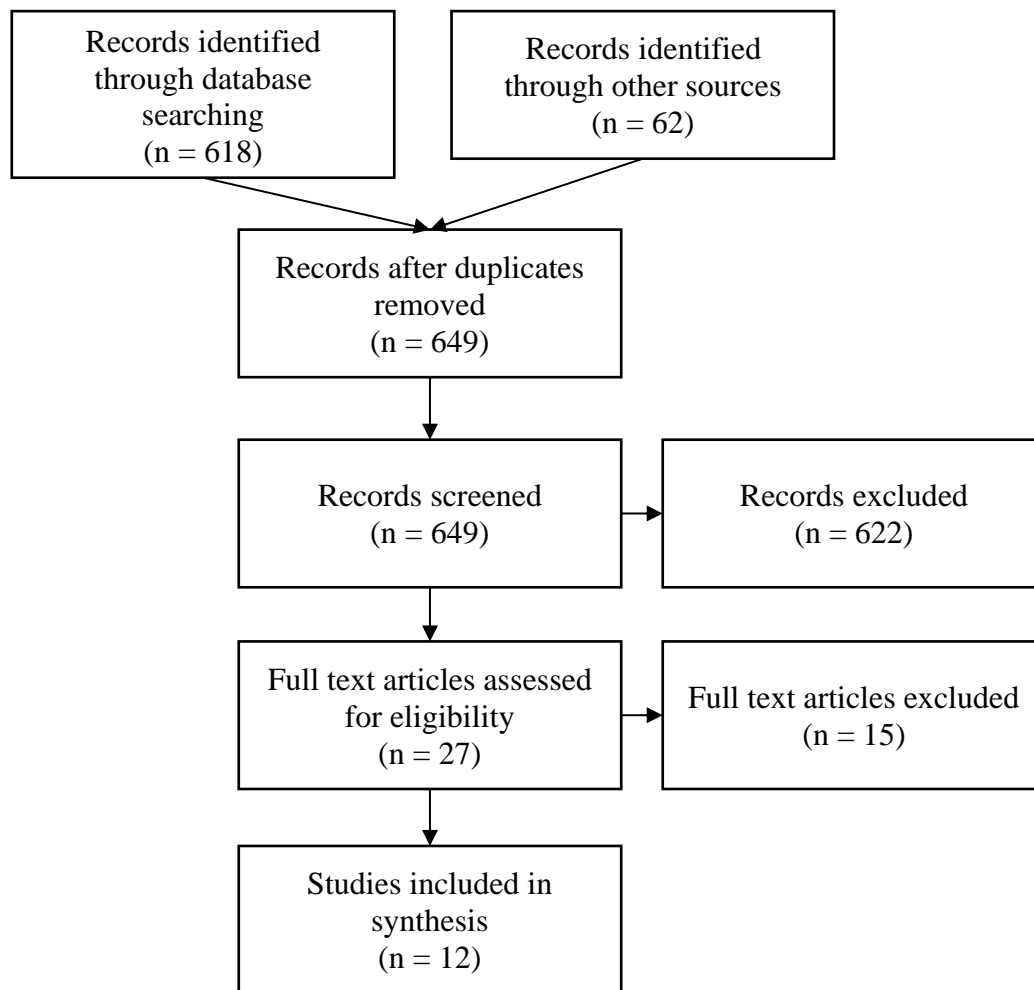 Records identified
through database
searching
(n = 618)
Records identified
through other sources
(n = 62)
Records after duplicates
removed
(n = 649)
Records screened
(n = 649)
Records excluded
(n = 622)
Full text articles assessed
for eligibility
(n = 27)
Full text articles excluded
(n = 15)
Studies included in
synthesis
(n = 12)